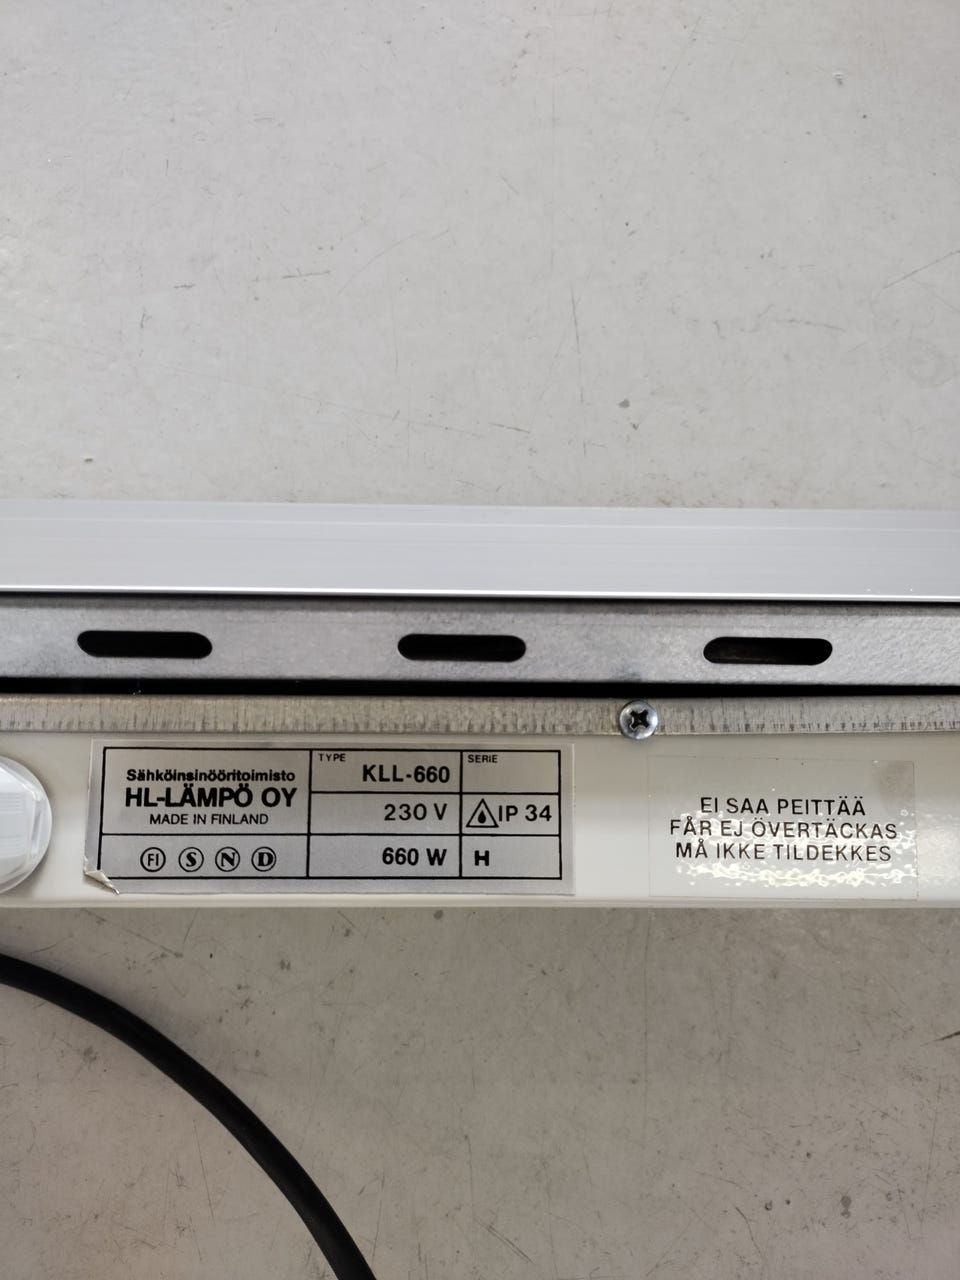 Sähköinsinööritoimisto
HL-LÄMPÖ OY
MADE IN FINLAND
FI S N D
TYPE
KLL-660
230 V
660 W
SERIE
IP 34
H
EI SAA PEITTÄÄ
FÅR EJ ÖVERTÄCKAS
MÅ IKKE TILDEKKES